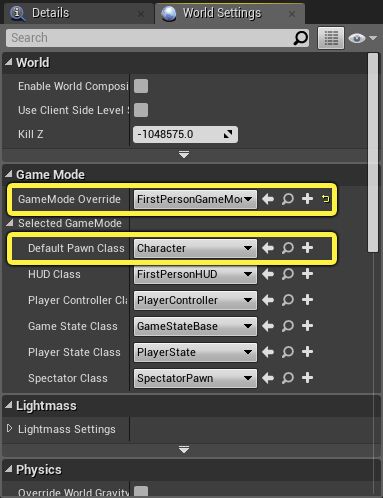 Details
World Settings
Search
World
Enable World Composi
Use Client Side Level S
Kill Z
-1048575.0
Game Mode
GameMode Override
FirstPersonGameMo
Selected GameMode
Default Pawn Class
Character
HUD Class
FirstPersonHUD
Player Controller Cl
PlayerController
Game State Class
GameStateBase
Player State Class
PlayerState
Spectator Class
SpectatorPawn
Lightmass
Lightmass Settings
Physics
Override World Gravity